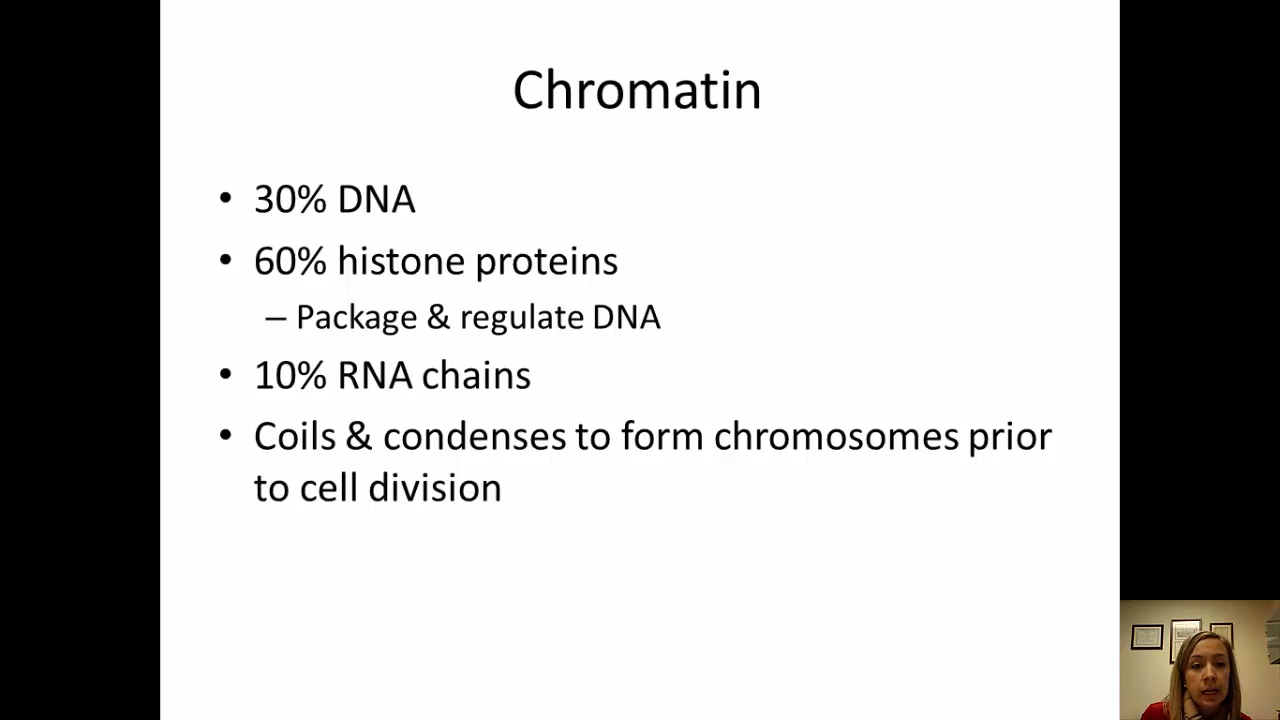 Chromatin
• 30% DNA
• 60% histone proteins
– Package & regulate DNA
• 10% RNA chains
• Coils & condenses to form chromosomes prior
to cell division